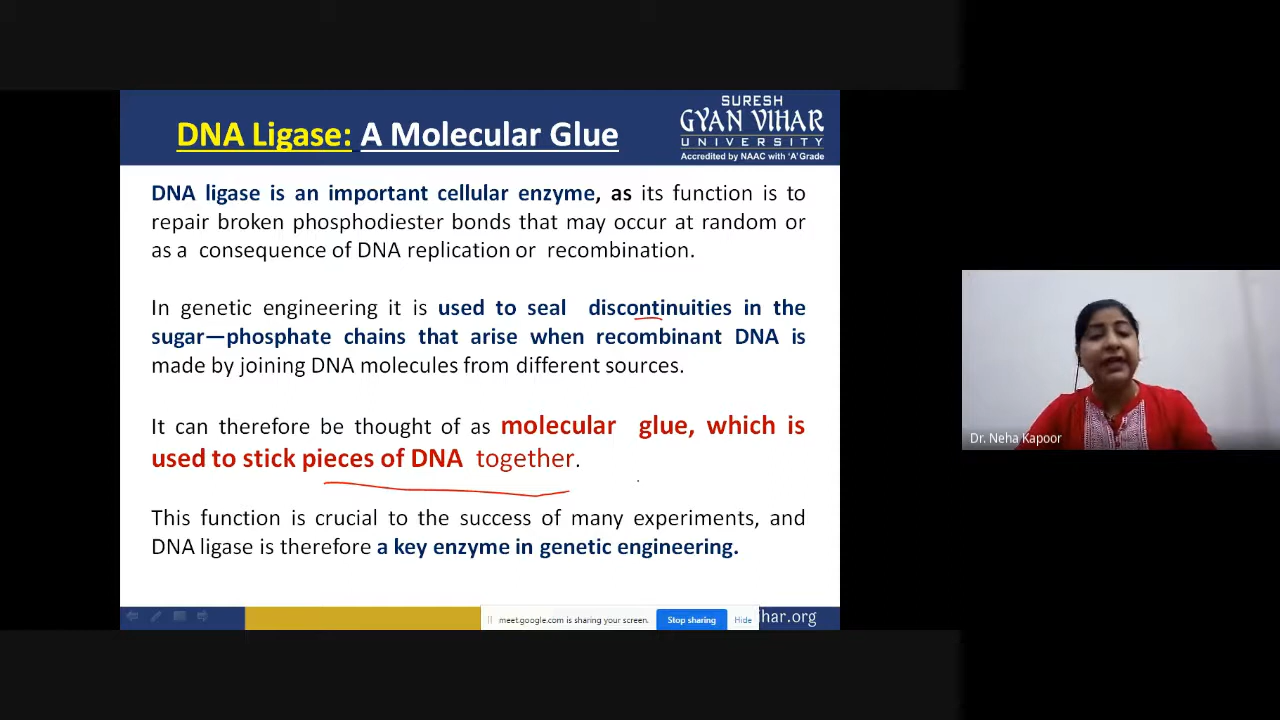 DNA Ligase: A Molecular Glue
SURESH
GYAN VIHAR
UNIVERSITY
Accredited by NAAC with 'A' Grade
DNA ligase is an important cellular enzyme, as its function is to
repair broken phosphodiester bonds that may occur at random or
as a consequence of DNA replication or recombination.
In genetic engineering it is used to seal discontinuities in the
sugar—phosphate chains that arise when recombinant DNA is
made by joining DNA molecules from different sources.
It can therefore be thought of as molecular glue, which is
used to stick pieces of DNA together.
This function is crucial to the success of many experiments, and
DNA ligase is therefore a key enzyme in genetic engineering.
meet.google.com is sharing your screen.
Stop sharing
Hide
ihar.org
Dr. Neha Kapoor